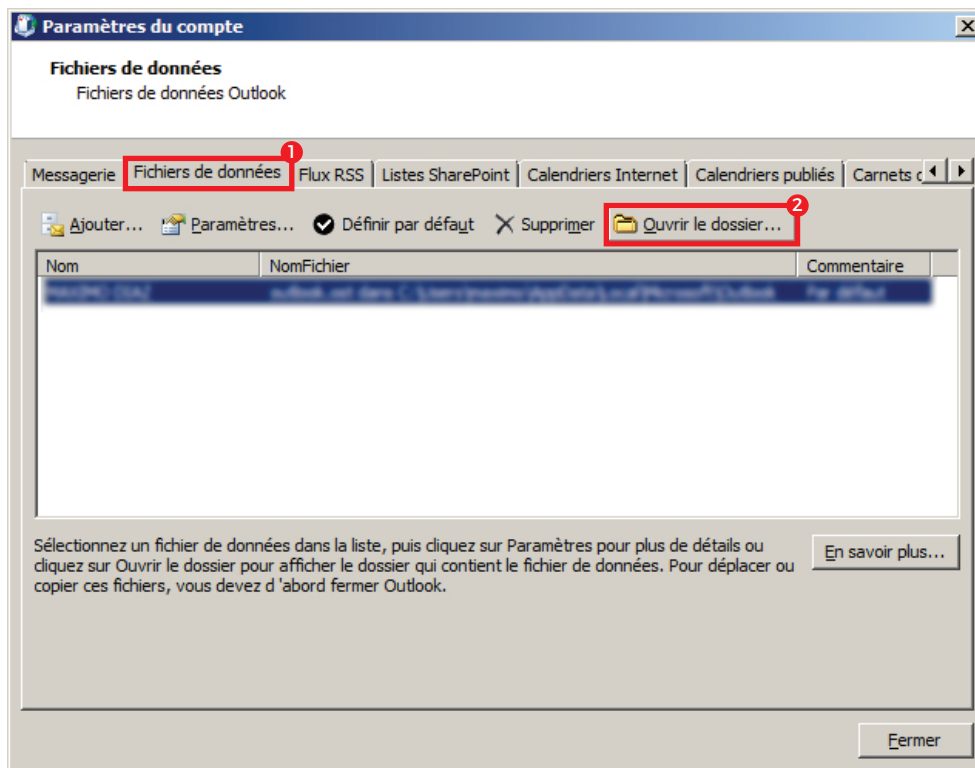 Paramètres du compte
Fichiers de données
Fichiers de données Outlook
1
Messagerie Fichiers de données Flux RSS Listes SharePoint Calendriers Internet Calendriers publiés Carnets
2
Ajouter... Paramètres... Définir par défaut Supprimer Ouvrir le dossier...
Nom NomFichier Commentaire
Sélectionnez un fichier de données dans la liste, puis cliquez sur Paramètres pour plus de détails ou
cliquez sur Ouvrir le dossier pour afficher le dossier qui contient le fichier de données. Pour déplacer ou
copier ces fichiers, vous devez d 'abord fermer Outlook.
En savoir plus...
Fermer